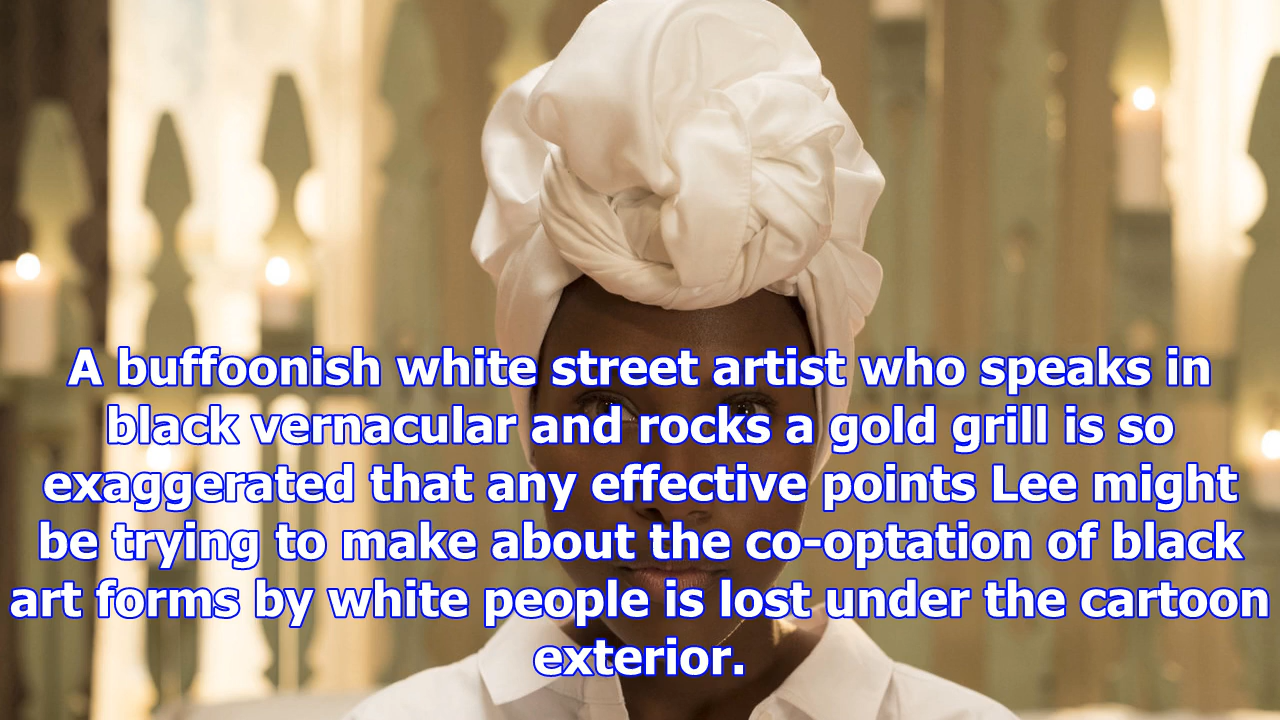 A buffoonish white street artist who speaks in
black vernacular and rocks a gold grill is so
exaggerated that any effective points Lee might
be trying to make about the co-optation of black
art forms by white people is lost under the cartoon
exterior.